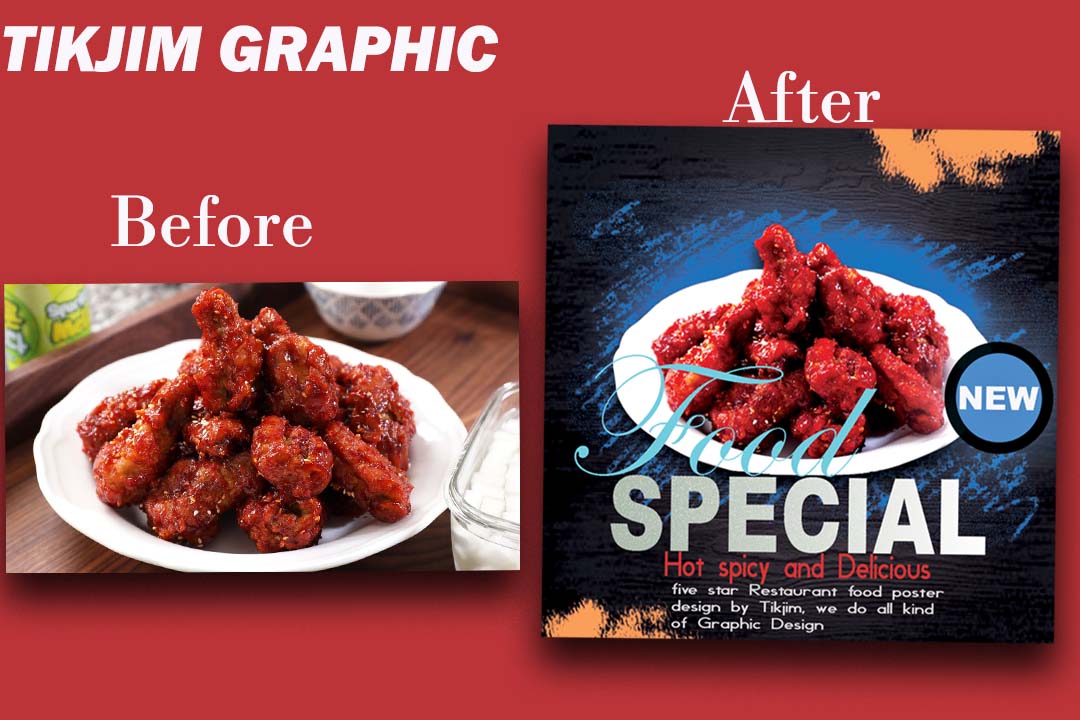 TIKJIM GRAPHIC
After
Before
NEW
Food
SPECIAL
Hot spicy and Delicious
five star Restaurant food poster
design by Tikjim, we do all kind
of Graphic Design